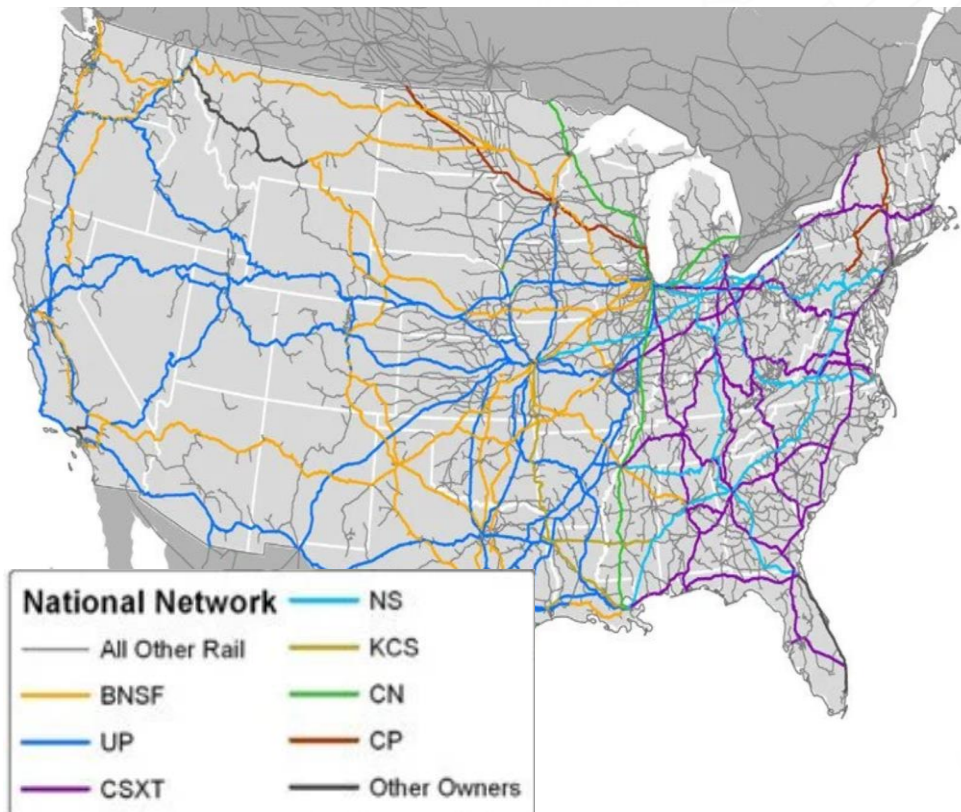 National Network
All Other Rail
BNSF
UP
CSXT
NS
KCS
CN
CP
Other Owners